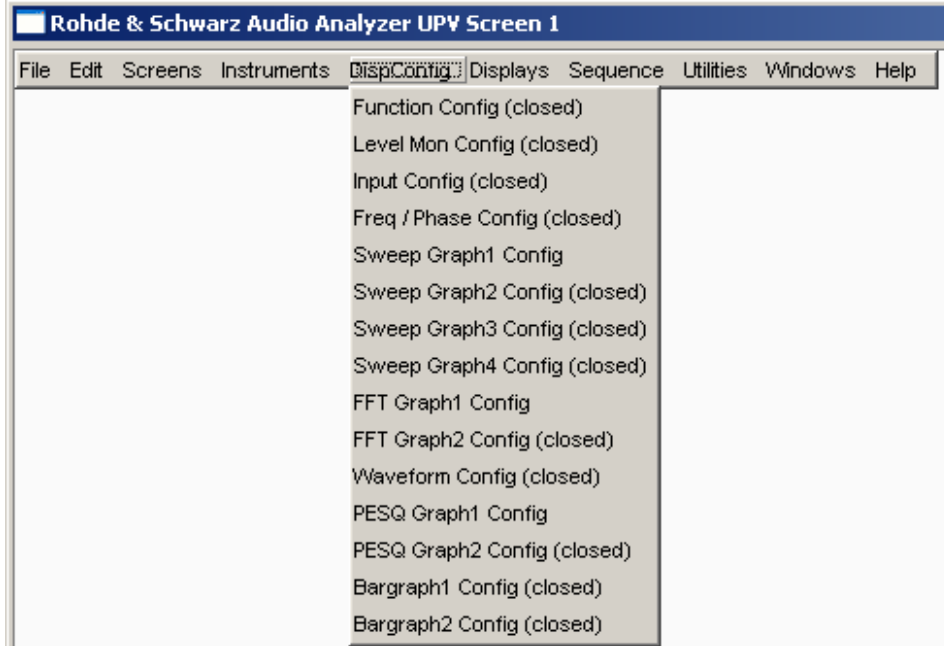 Rohde & Schwarz Audio Analyzer UPV Screen 1
File Edit Screens Instruments DispConfig Displays Sequence Utilities Windows Help
Function Config (closed)
Level Mon Config (closed)
Input Config (closed)
Freq / Phase Config (closed)
Sweep Graph1 Config
Sweep Graph2 Config (closed)
Sweep Graph3 Config (closed)
Sweep Graph4 Config (closed)
FFT Graph1 Config
FFT Graph2 Config (closed)
Waveform Config (closed)
PESQ Graph1 Config
PESQ Graph2 Config (closed)
Bargraph1 Config (closed)
Bargraph2 Config (closed)